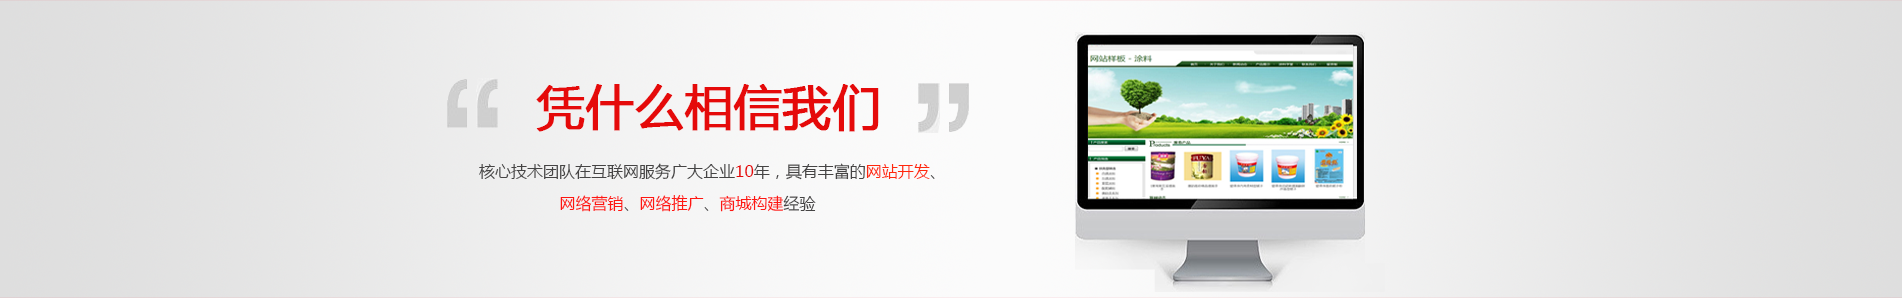 “凭什么相信我们”
核心技术团队在互联网服务广大企业10年，具有丰富的网站开发、
网络营销、网络推广、商城构建经验
网站样板 - 涂料
Products